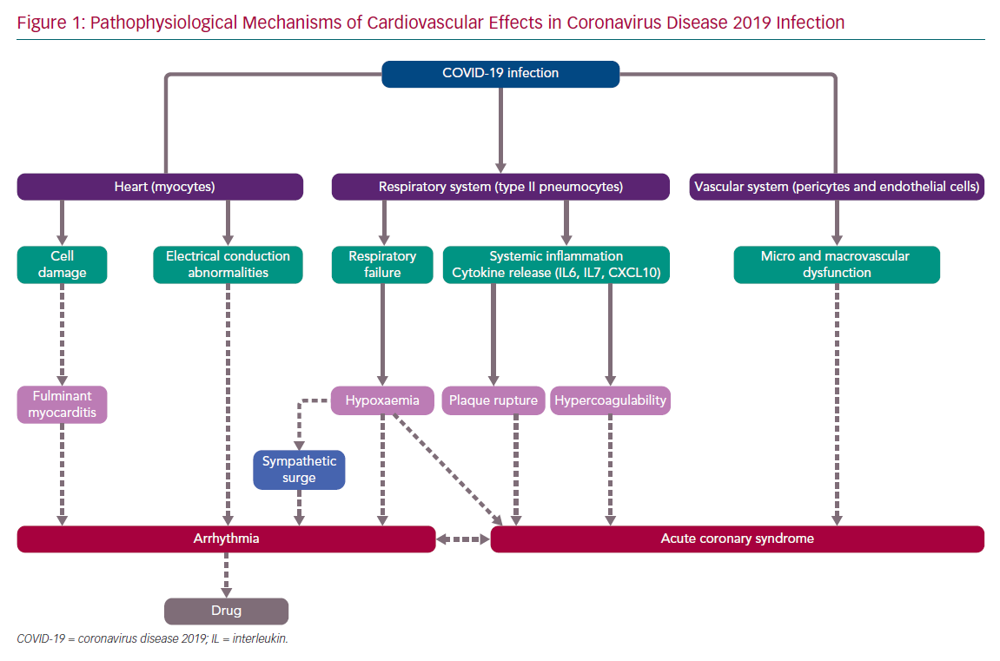 Figure 1: Pathophysiological Mechanisms of Cardiovascular Effects in Coronavirus Disease 2019 Infection
COVID-19 infection
Heart (myocytes)
Respiratory system (type II pneumocytes)
Vascular system (pericytes and endothelial cells)
Cell
damage
Electrical conduction
abnormalities
Respiratory
failure
Systemic inflammation
Cytokine release (IL6, IL7, CXCL10)
Micro and macrovascular
dysfunction
Fulminant
myocarditis
Hypoxaemia
Plaque rupture
Hypercoagulability
Sympathetic
surge
Arrhythmia
Acute coronary syndrome
Drug
COVID-19 = coronavirus disease 2019; IL = interleukin.